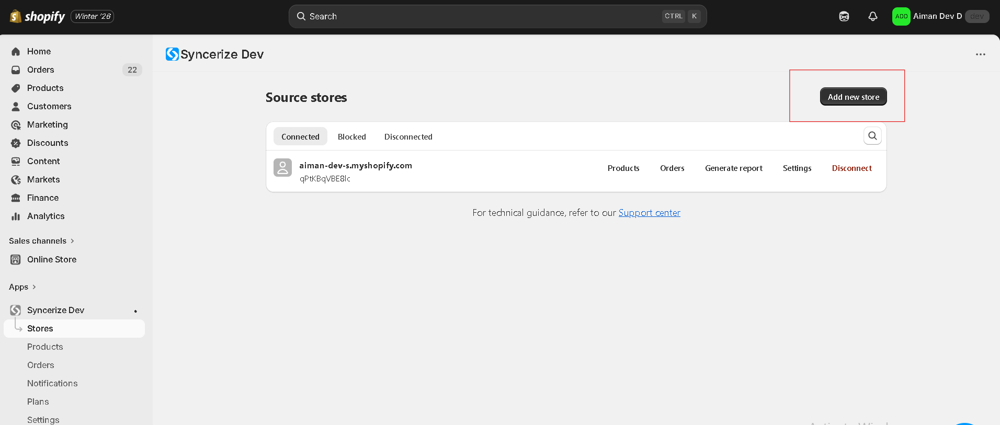 shopify Winter '26
Search CTRL K
ADD Aiman Dev D dev
Home
Orders 22
Products
Customers
Marketing
Discounts
Content
Markets
Finance
Analytics
Sales channels
Online Store
Apps
Syncerize Dev
Stores
Products
Orders
Notifications
Plans
Settings
Syncerize Dev
Source stores
Add new store
Connected Blocked Disconnected
aiman-dev-s.myshopify.com
qPtKBqVBE8lc
Products Orders Generate report Settings Disconnect
For technical guidance, refer to our Support center